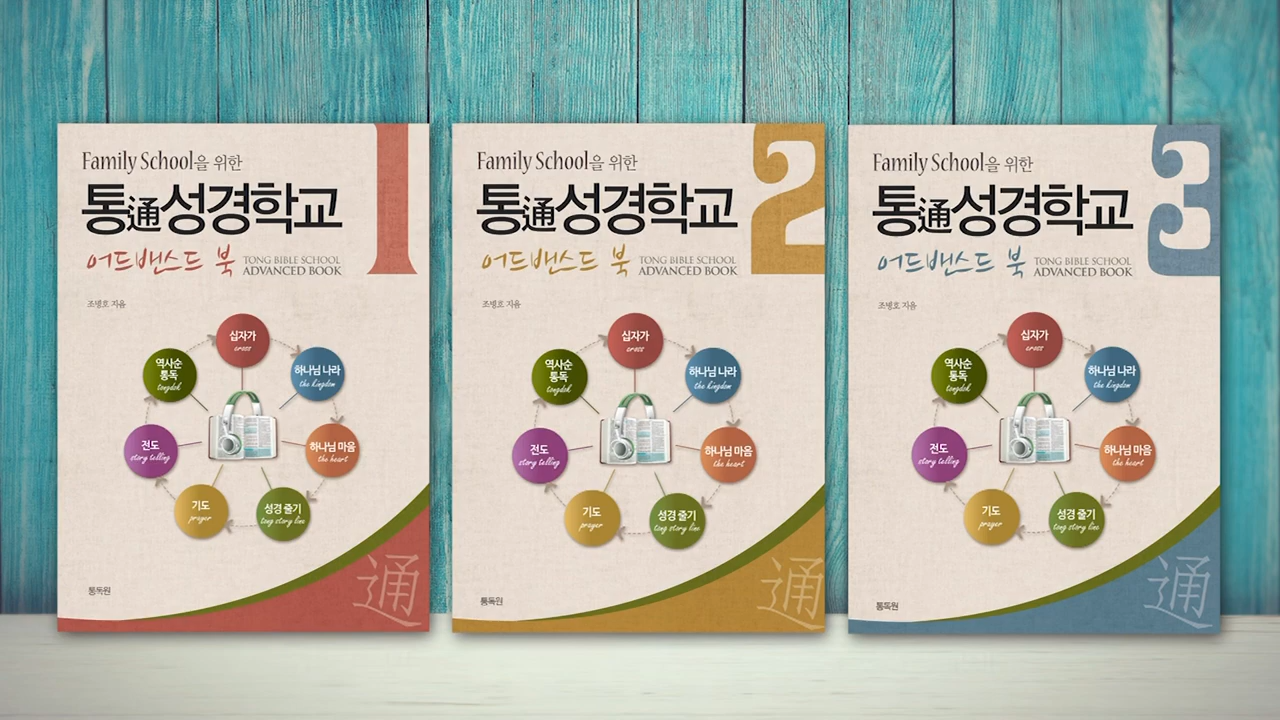 Family School을 위한
1
통通성경학교
어드밴스드 북
TONG BIBLE SCHOOL
ADVANCED BOOK
조병호 지음
십자가
cross
역사순
통독
tongdok
하나님 나라
the kingdom
전도
story telling
하나님 마음
the heart
기도
prayer
성경 줄기
tong story line
通
통독원
Family School을 위한
2
통通성경학교
어드밴스드 북
TONG BIBLE SCHOOL
ADVANCED BOOK
조병호 지음
십자가
cross
역사순
통독
tongdok
하나님 나라
the kingdom
전도
story telling
하나님 마음
the heart
기도
prayer
성경 줄기
tong story line
通
통독원
Family School을 위한
3
통通성경학교
어드밴스드 북
TONG BIBLE SCHOOL
ADVANCED BOOK
조병호 지음
십자가
cross
역사순
통독
tongdok
하나님 나라
the kingdom
전도
story telling
하나님 마음
the heart
기도
prayer
성경 줄기
tong story line
通
통독원